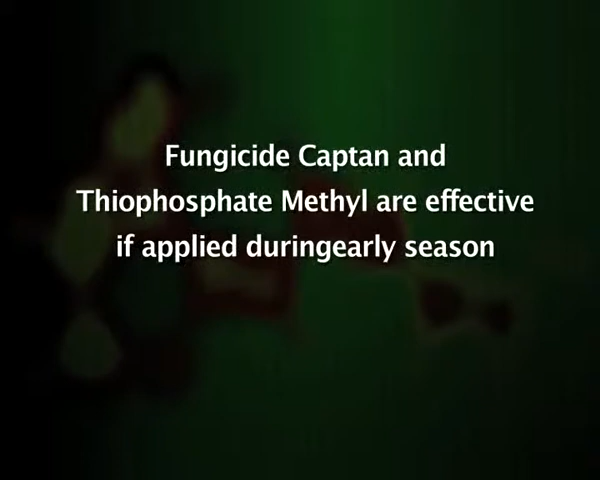 Fungicide Captan and
Thiophosphate Methyl are effective
if applied duringearly season